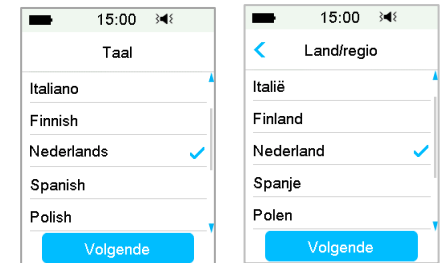 15:00
Taal
Italiano
Finnish
Nederlands
Spanish
Polish
Volgende
15:00
Land/regio
Italië
Finland
Nederland
Spanje
Polen
Volgende